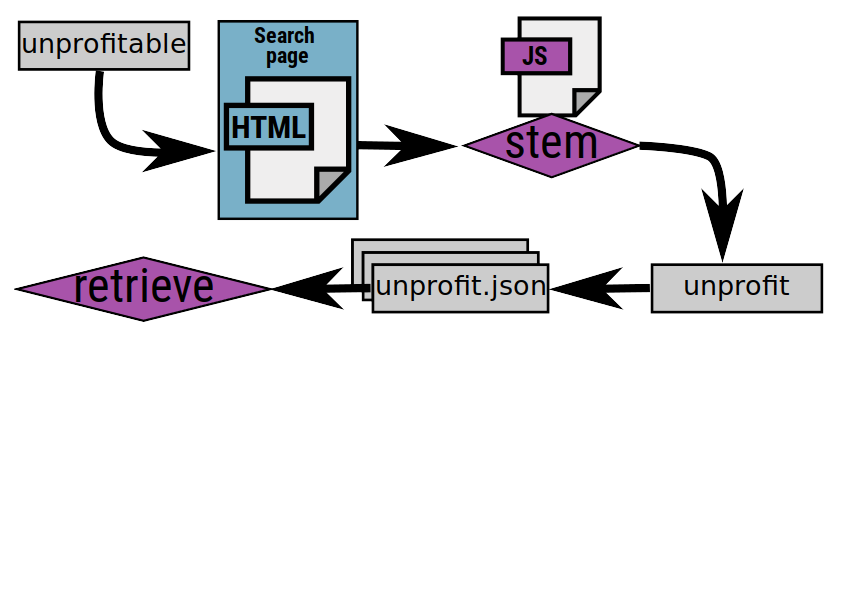 unprofitable
Search
page
HTML
JS
stem
unprofit
unprofit.json
retrieve